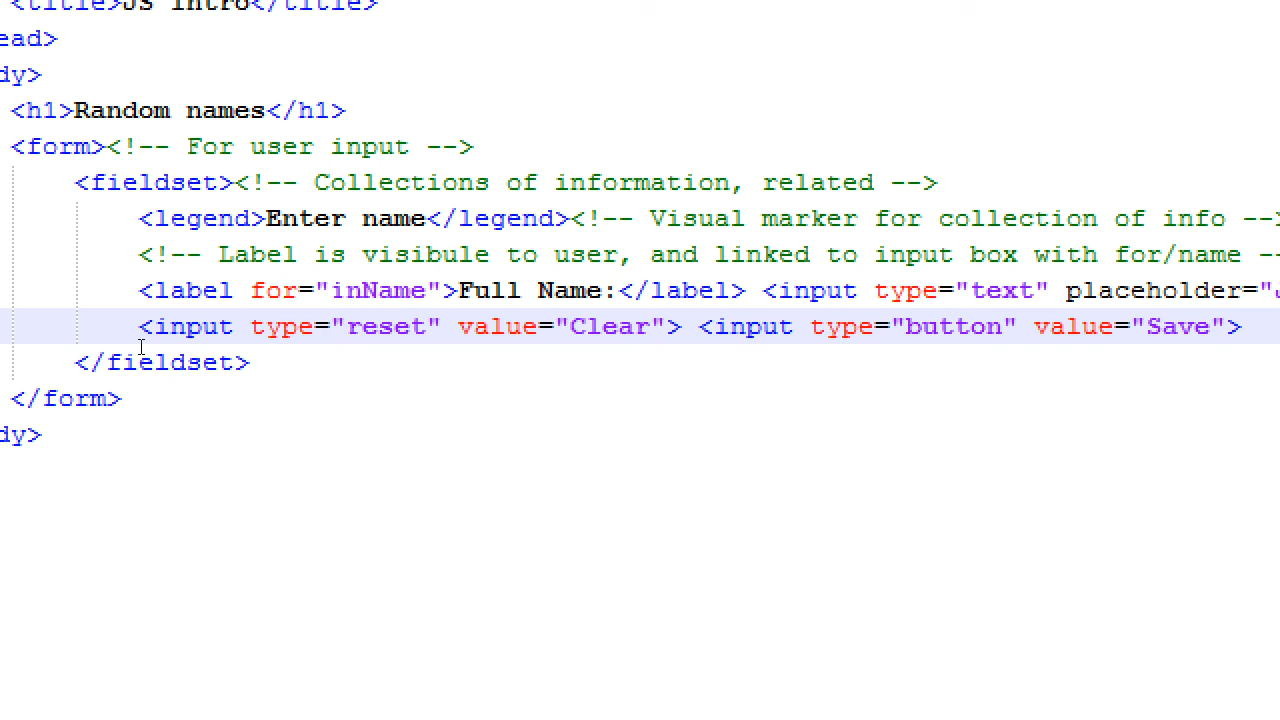 <title>JS Intro</title>
ead>
dy>
<h1>Random names</h1>
<form><!-- For user input -->
<fieldset><!-- Collections of information, related -->
<legend>Enter name</legend><!-- Visual marker for collection of info -->
<!-- Label is visibule to user, and linked to input box with for/name -
<label for="inName">Full Name:</label> <input type="text" placeholder="
<input type="reset" value="Clear"> <input type="button" value="Save">
</fieldset>
</form>
dy>